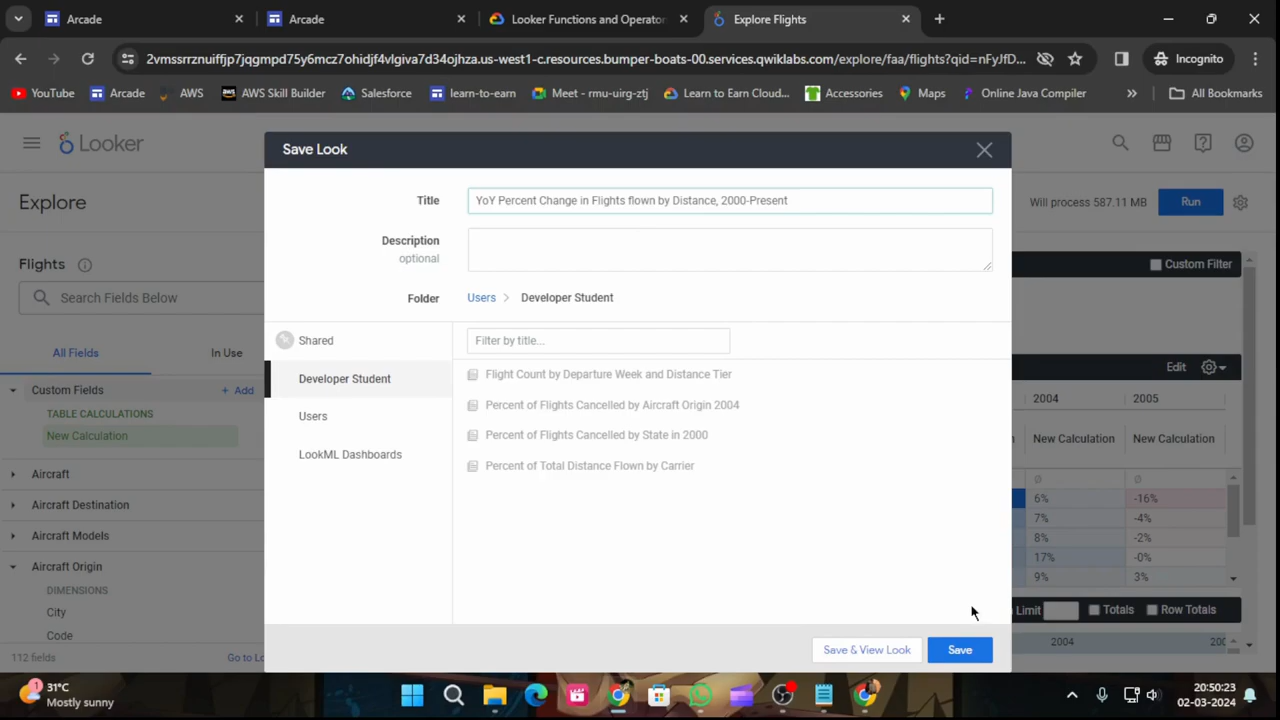 Arcade
Arcade
Looker Functions and Operator
Explore Flights
2vmssrrznuiffjp7jqgmpd75y6mcz7ohidjf4vlgiva7d34ojhza.us-west1-c.resources.bumper-boats-00.services.qwiklabs.com/explore/faa/flights?qid=nFyJfD...
Incognito
YouTube
Arcade
AWS
AWS Skill Builder
Salesforce
learn-to-earn
Meet - rmu-uirg-ztj
Learn to Earn Cloud...
Accessories
Maps
Online Java Compiler
»
All Bookmarks
Looker
Explore
Will process 587.11 MB
Run
Save Look
Title
YoY Percent Change in Flights flown by Distance, 2000-Present
Description
optional
Folder
Users > Developer Student
Shared
Developer Student
Users
LookML Dashboards
Filter by title...
Flight Count by Departure Week and Distance Tier
Percent of Flights Cancelled by Aircraft Origin 2004
Percent of Flights Cancelled by State in 2000
Percent of Total Distance Flown by Carrier
Save & View Look
Save
Flights
Search Fields Below
All Fields
In Use
Custom Fields
+ Add
TABLE CALCULATIONS
New Calculation
Aircraft
Aircraft Destination
Aircraft Models
Aircraft Origin
DIMENSIONS
City
Code
112 fields
Go to Lo
Custom Filter
Edit
2004
2005
New Calculation
New Calculation
Ø
Ø
6%
-16%
7%
-4%
8%
-2%
17%
-0%
9%
3%
Limit
Totals
Row Totals
2004
200
1
31°C
Mostly sunny
20:50:23
02-03-2024